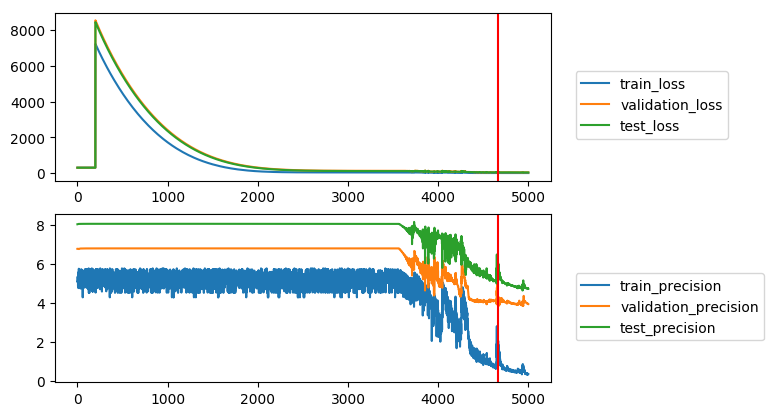 8000
6000
4000
2000
0
0 1000 2000 3000 4000 5000
train_loss
validation_loss
test_loss
8
6
4
2
0
0 1000 2000 3000 4000 5000
train_precision
validation_precision
test_precision